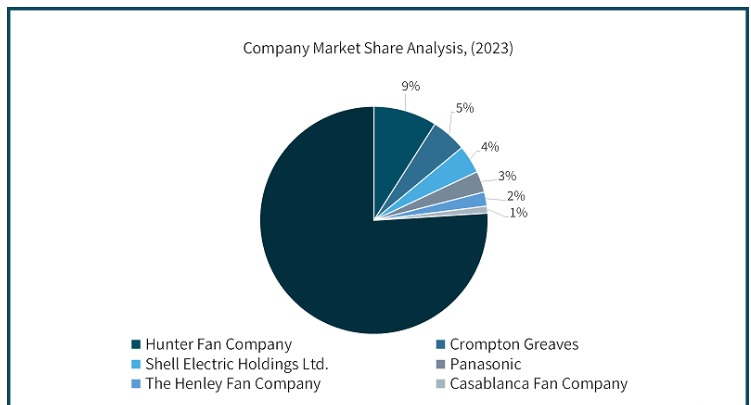 Company Market Share Analysis, (2023)
9%
5%
4%
3%
2%
1%
Hunter Fan Company
Crompton Greaves
Shell Electric Holdings Ltd.
Panasonic
The Henley Fan Company
Casablanca Fan Company